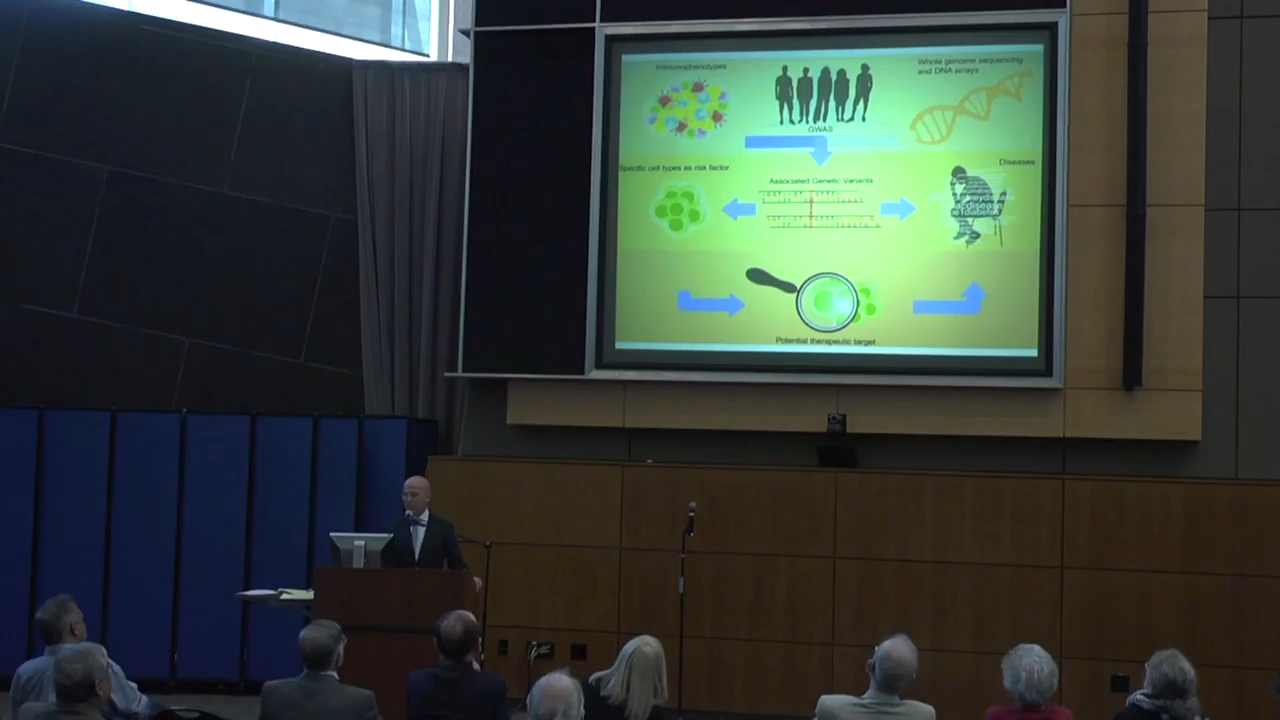 Immunophenotypes
Whole genome sequencing
and DNA arrays
GWAS
Specific cell types as risk factor
Associated Genetic Variants
Diseases
Potential therapeutic target